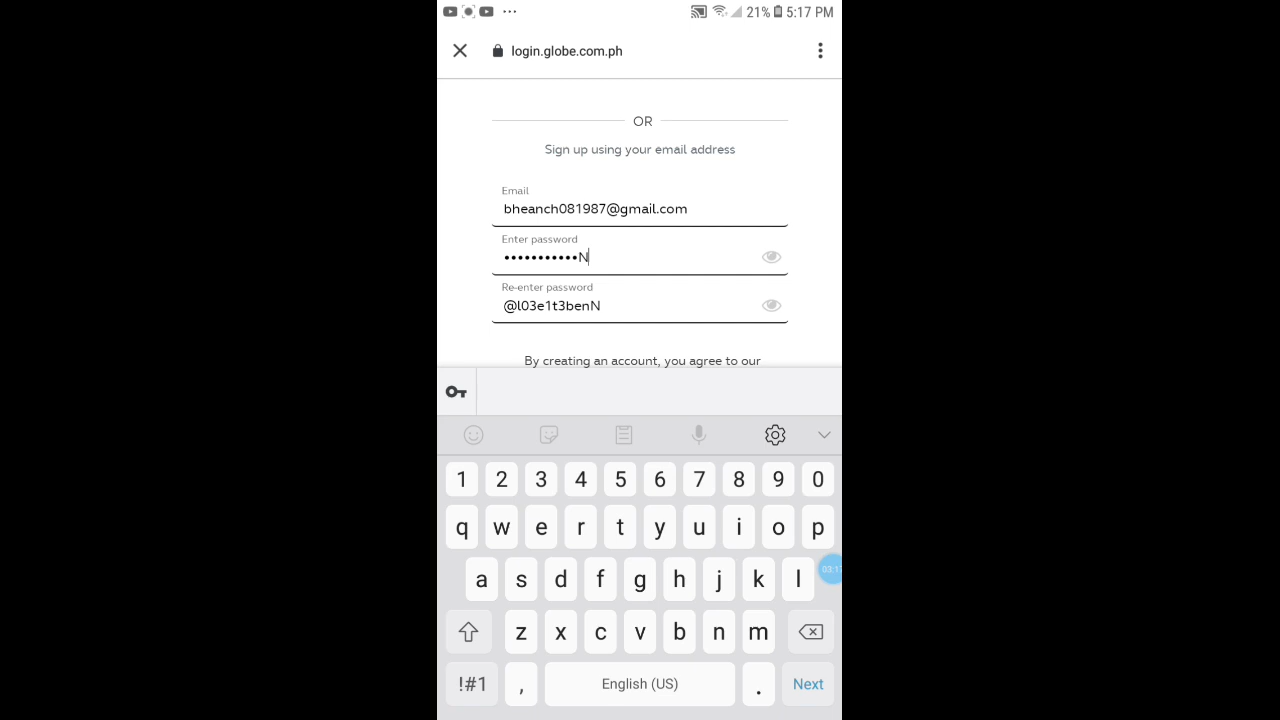 21% 5:17 PM
login.globe.com.ph
OR
Sign up using your email address
Email
bheanch081987@gmail.com
Enter password
•••••••••••N
Re-enter password
@l03e1t3benN
By creating an account, you agree to our
1 2 3 4 5 6 7 8 9 0
q w e r t y u i o p
a s d f g h j k l
03:1
z x c v b n m
!#1 , English (US) . Next